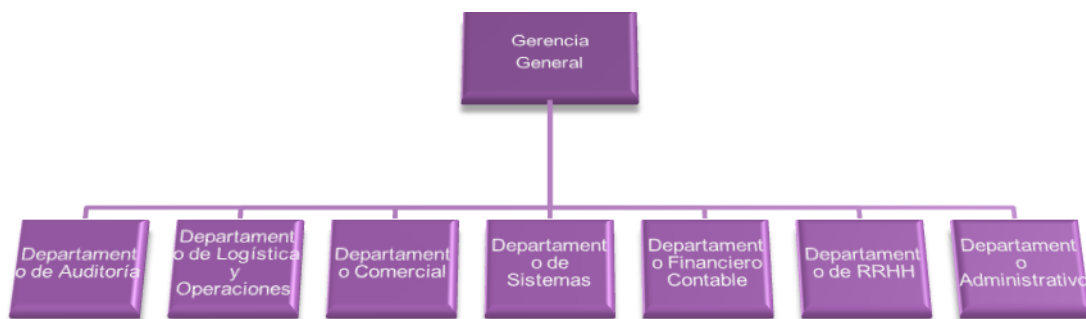 Gerencia
General
Departament
o de Auditoría
Departament
o de Logística
y
Operaciones
Departament
o Comercial
Departament
o de
Sistemas
Departament
o Financiero
Contable
Departament
o de RRHH
Departament
o
Administrativo